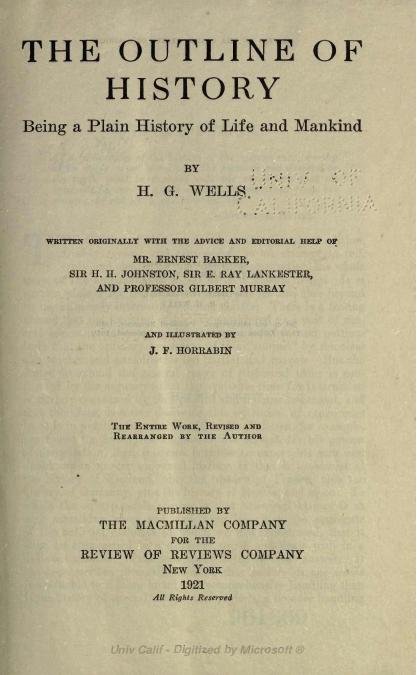 THE OUTLINE OF
HISTORY
Being a Plain History of Life and Mankind
BY
H. G. WELLS
UNIV. OF
CALIFORNIA
WRITTEN ORIGINALLY WITH THE ADVICE AND EDITORIAL HELP OF
MR. ERNEST BARKER,
SIR H. H. JOHNSTON, SIR E. RAY LANKESTER,
AND PROFESSOR GILBERT MURRAY
AND ILLUSTRATED BY
J. F. HORRABIN
THE ENTIRE WORK, REVISED AND
REARRANGED BY THE AUTHOR
PUBLISHED BY
THE MACMILLAN COMPANY
FOR THE
REVIEW OF REVIEWS COMPANY
NEW YORK
1921
All Rights Reserved
Univ Calif - Digitized by Microsoft ®